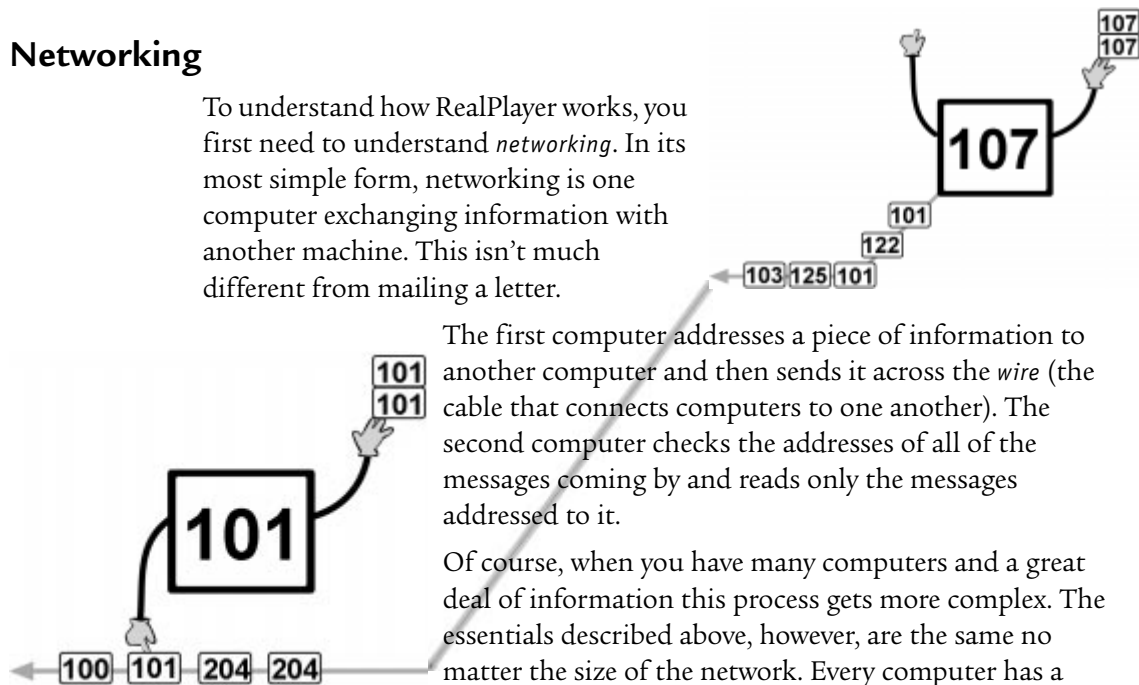 Networking
To understand how RealPlayer works, you
first need to understand networking. In its
most simple form, networking is one
computer exchanging information with
another machine. This isn’t much
different from mailing a letter.
107
107
107
101
122
103 125 101
The first computer addresses a piece of information to
another computer and then sends it across the wire (the
cable that connects computers to one another). The
second computer checks the addresses of all of the
messages coming by and reads only the messages
addressed to it.
Of course, when you have many computers and a great
deal of information this process gets more complex. The
essentials described above, however, are the same no
matter the size of the network. Every computer has a
101
101
101
100 101 204 204